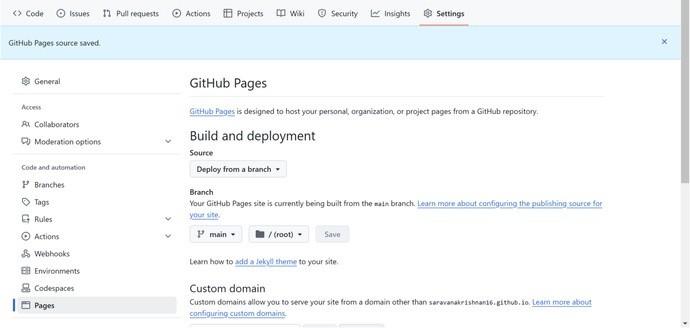 Code Issues Pull requests Actions Projects Wiki Security Insights Settings
GitHub Pages source saved.
General
Access
Collaborators
Moderation options
Code and automation
Branches
Tags
Rules
Actions
Webhooks
Environments
Codespaces
Pages
GitHub Pages
GitHub Pages is designed to host your personal, organization, or project pages from a GitHub repository.
Build and deployment
Source
Deploy from a branch
Branch
Your GitHub Pages site is currently being built from the main branch. Learn more about configuring the publishing source for
your site.
main / (root) Save
Learn how to add a Jekyll theme to your site.
Custom domain
Custom domains allow you to serve your site from a domain other than saravanakrishnan16.github.io. Learn more about
configuring custom domains.